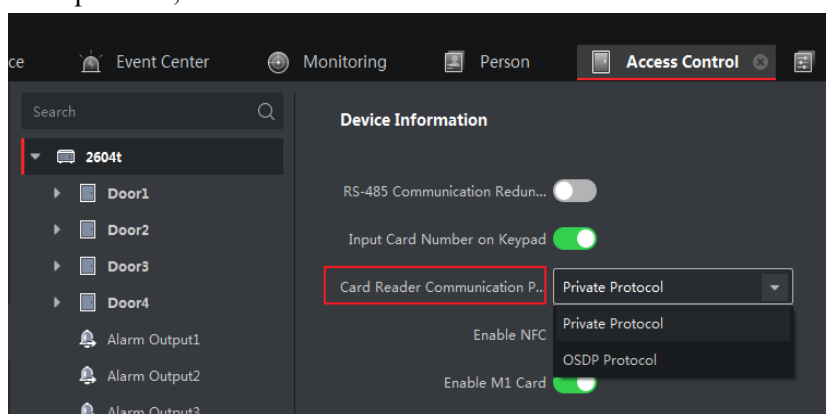 ce Event Center Monitoring Person Access Control
Search
Device Information
2604t
RS-485 Communication Redun...
Door1
Door2
Input Card Number on Keypad
Door3
Card Reader Communication P... Private Protocol
Door4
Private Protocol
Enable NFC
Alarm Output1
OSDP Protocol
Alarm Output2
Enable M1 Card
Alarm Output3